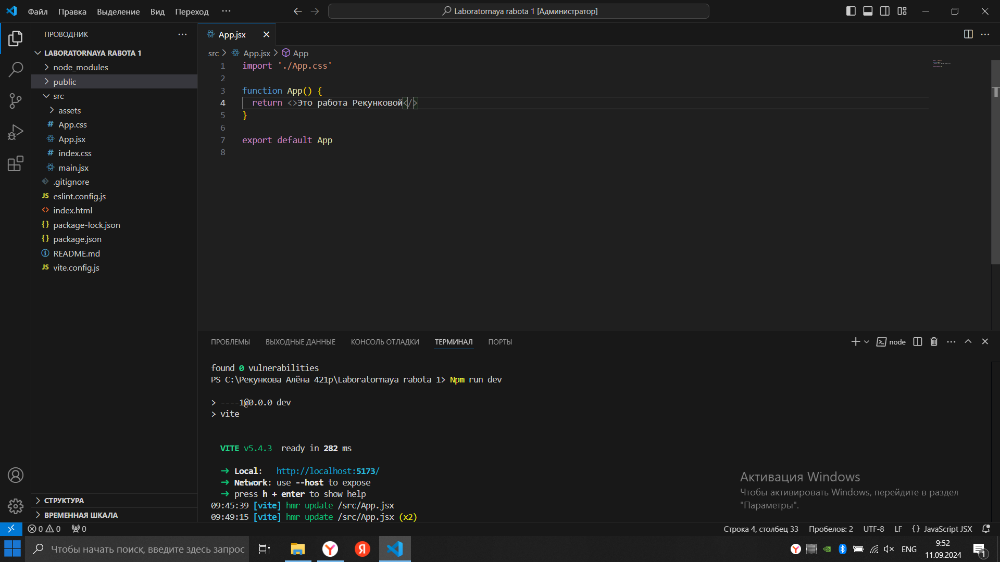 Файл Правка Выделение Вид Переход ···
Laboratornaya rabota 1 [Администратор]
ПРОВОДНИК
LABORATORNAYA RABOTA 1
node_modules
public
src
assets
# App.css
App.jsx
# index.css
main.jsx
.gitignore
JS eslint.config.js
<> index.html
{} package-lock.json
{} package.json
README.md
JS vite.config.js
СТРУКТУРА
ВРЕМЕННАЯ ШКАЛА
App.jsx
src > App.jsx > App
1 import './App.css'
2
3 function App() {
4 return <>Это работа Рекунковой</>
5 }
6
7 export default App
8
ПРОБЛЕМЫ ВЫХОДНЫЕ ДАННЫЕ КОНСОЛЬ ОТЛАДКИ ТЕРМИНАЛ ПОРТЫ
node
found 0 vulnerabilities
PS C:\Рекункова Алёна 421р\Laboratornaya rabota 1> Npm run dev
> ----1@0.0.0 dev
> vite
VITE v5.4.3 ready in 282 ms
➜ Local: http://localhost:5173/
➜ Network: use --host to expose
➜ press h + enter to show help
09:45:39 [vite] hmr update /src/App.jsx
09:49:15 [vite] hmr update /src/App.jsx (x2)
Активация Windows
Чтобы активировать Windows, перейдите в раздел
"Параметры".
0 0 0
Строка 4, столбец 33 Пробелов: 2 UTF-8 LF {} JavaScript JSX
Чтобы начать поиск, введите здесь запрос
Y
Я
Y
ENG
9:52
11.09.2024
1